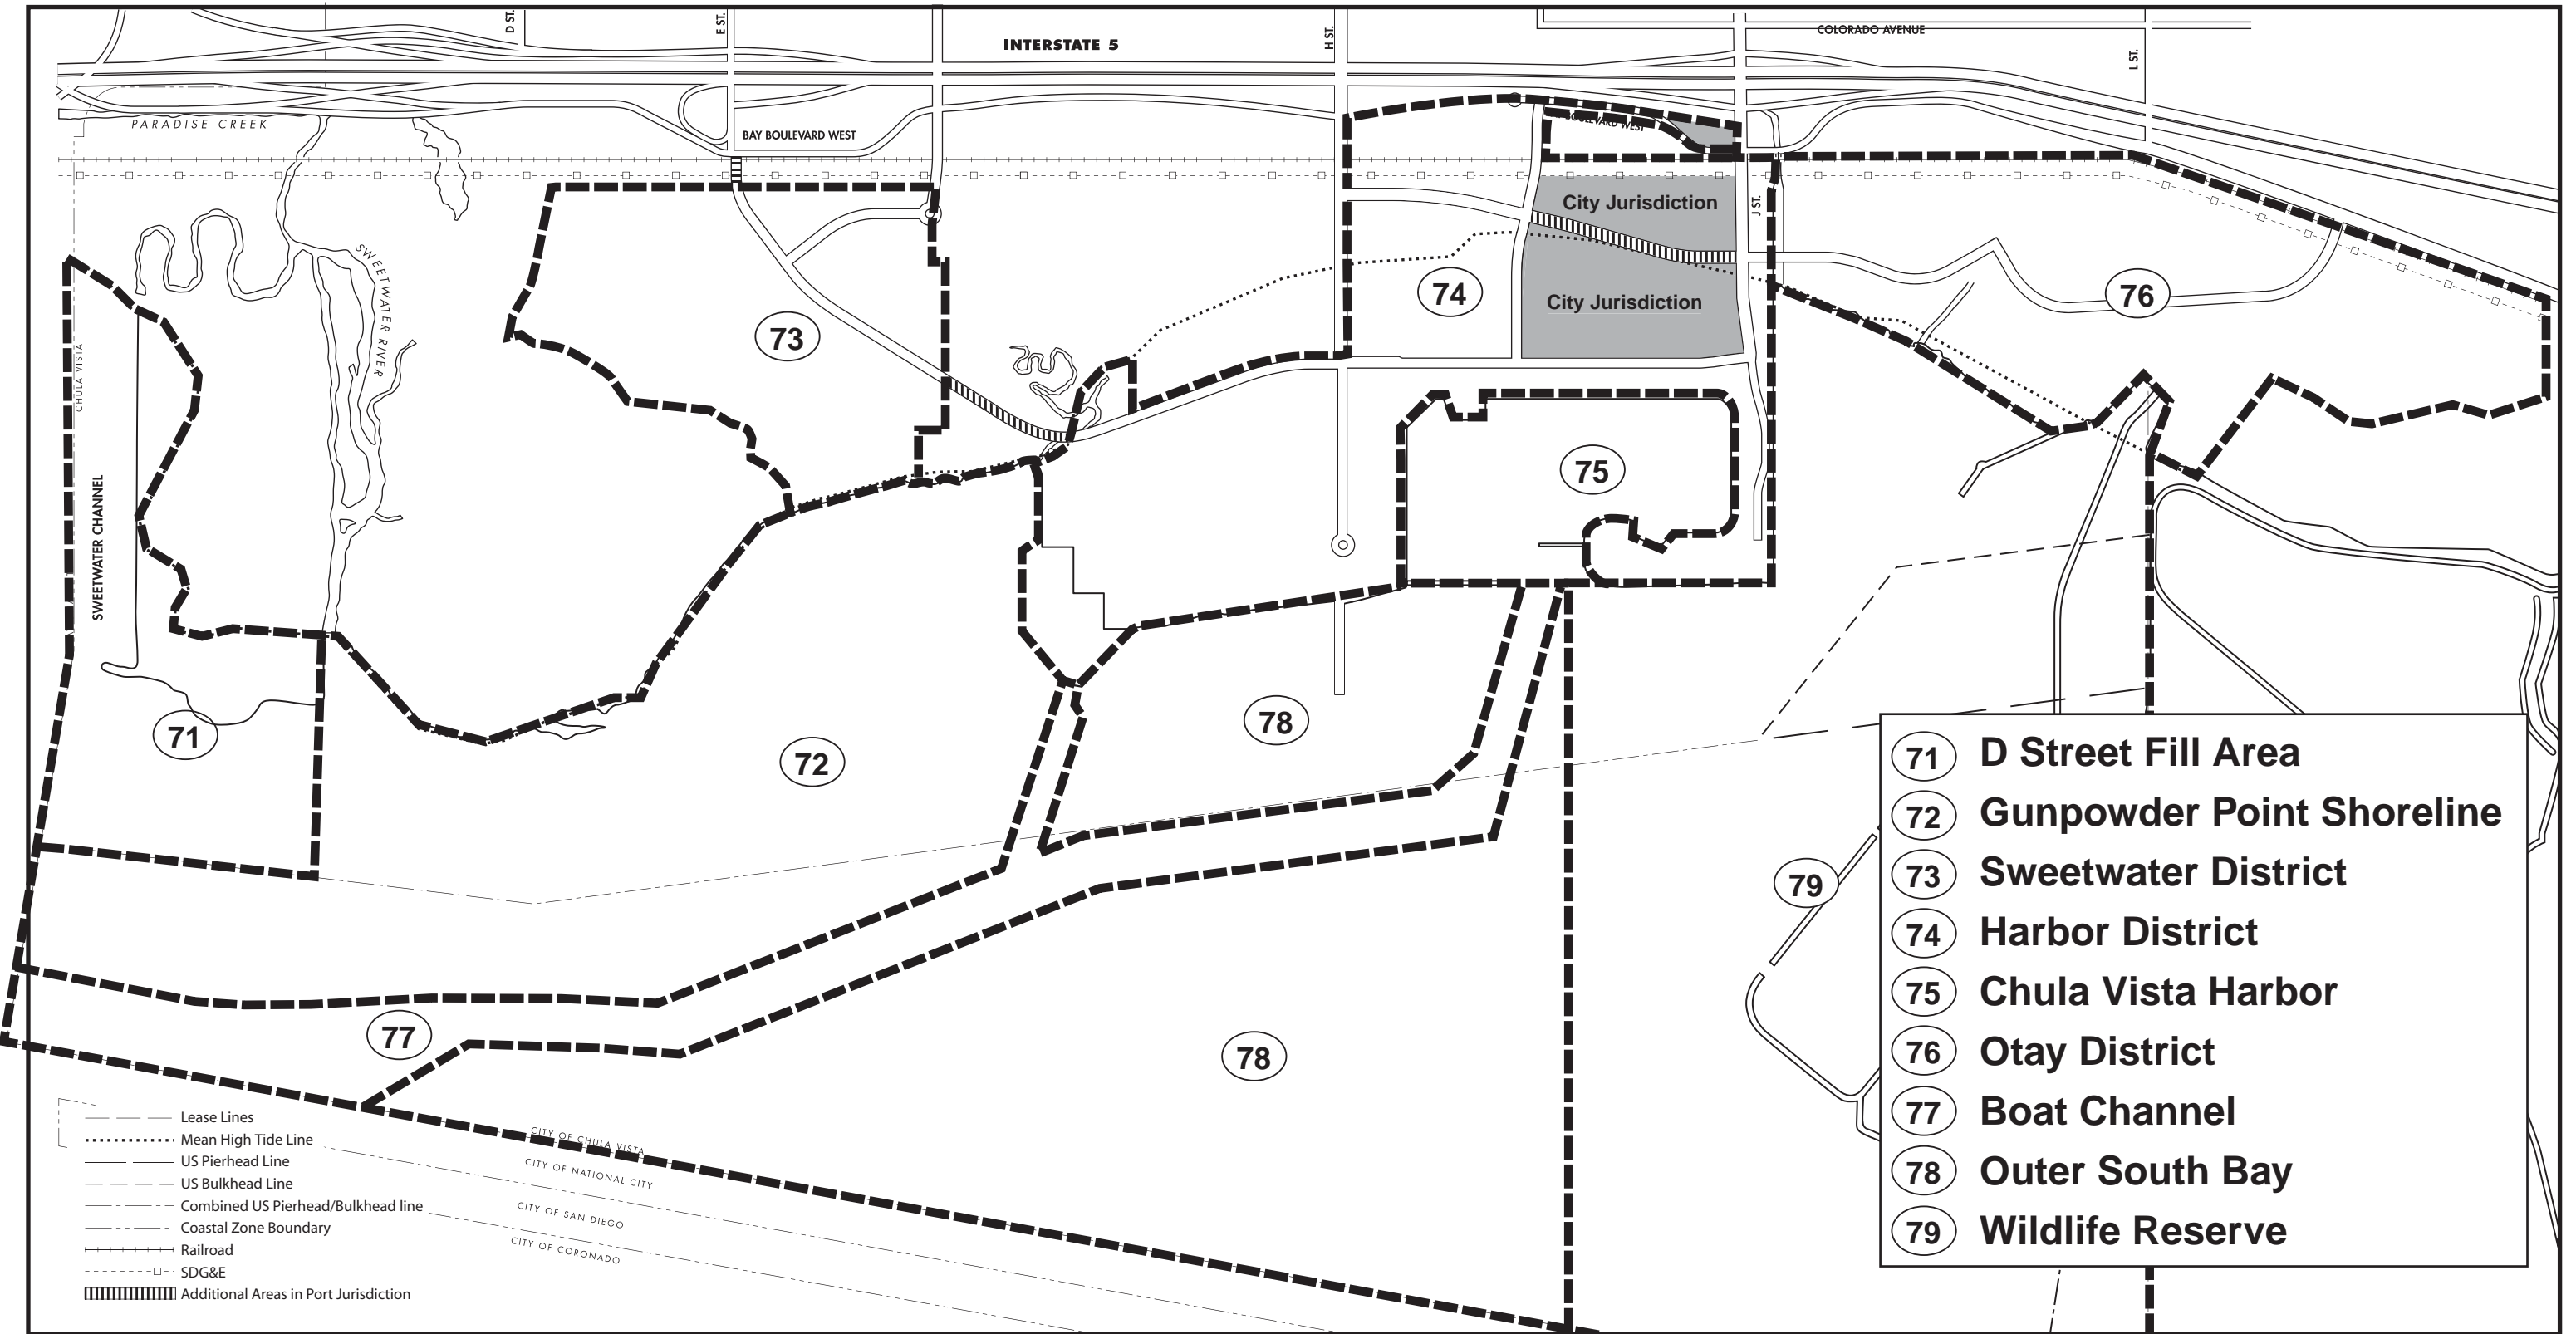 D ST.
E ST.
INTERSTATE 5
H ST.
COLORADO AVENUE
L ST.
PARADISE CREEK
BAY BOULEVARD WEST
BOULEVARD WEST
City Jurisdiction
J ST.
City Jurisdiction
SWEETWATER RIVER
CHULA VISTA
SWEETWATER CHANNEL
73
74
76
75
71
72
78
79
77
78
71 D Street Fill Area
72 Gunpowder Point Shoreline
73 Sweetwater District
74 Harbor District
75 Chula Vista Harbor
76 Otay District
77 Boat Channel
78 Outer South Bay
79 Wildlife Reserve
CITY OF CHULA VISTA
CITY OF NATIONAL CITY
CITY OF SAN DIEGO
CITY OF CORONADO
Lease Lines
Mean High Tide Line
US Pierhead Line
US Bulkhead Line
Combined US Pierhead/Bulkhead line
Coastal Zone Boundary
Railroad
SDG&E
Additional Areas in Port Jurisdiction